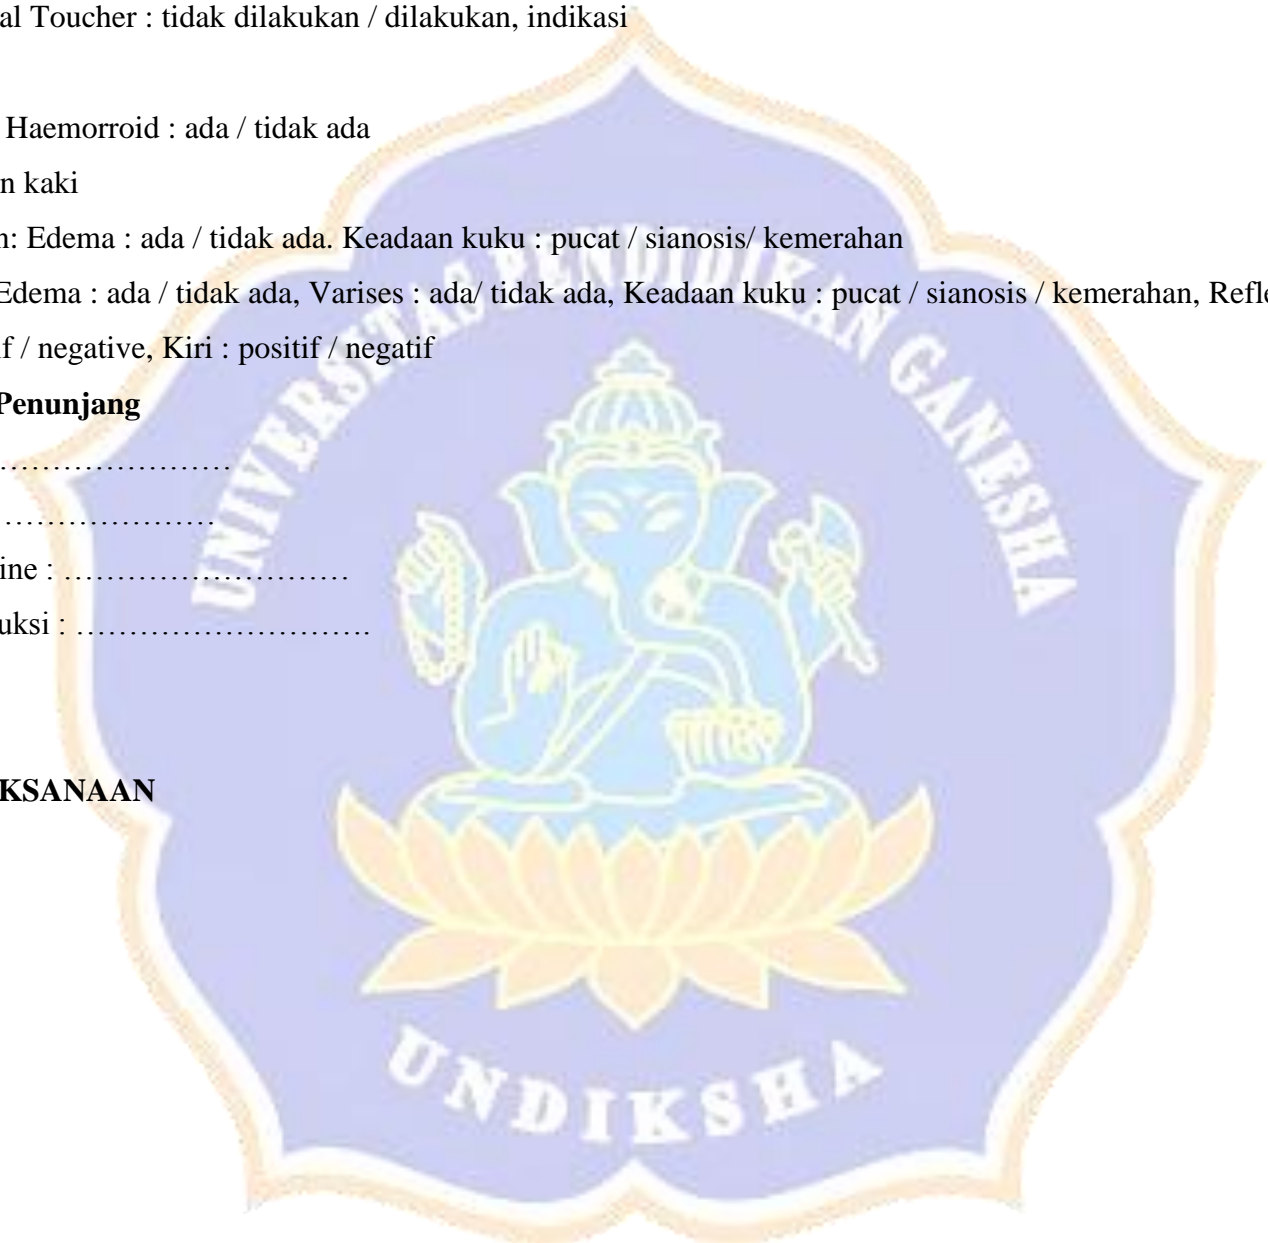 al Toucher : tidak dilakukan / dilakukan, indikasi
Haemorroid : ada / tidak ada
n kaki
n: Edema : ada / tidak ada. Keadaan kuku : pucat / sianosis/ kemerahan
Edema : ada / tidak ada, Varises : ada/ tidak ada, Keadaan kuku : pucat / sianosis / kemerahan, Refle
if / negative, Kiri : positif / negatif
Penunjang
…………………
…………………
ine : ………………………
uksi : ……………………….
KSANAAN
UNIVERSITAS PENDIDIKAN GANESHA
UNDIKSHA